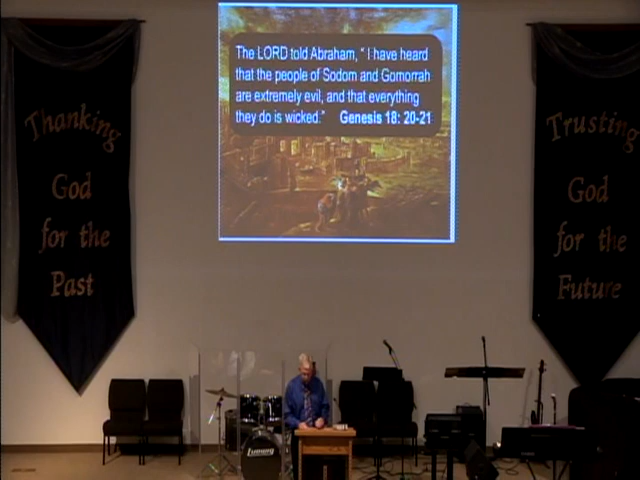 The LORD told Abraham, " I have heard
that the people of Sodom and Gomorrah
are extremely evil, and that everything
they do is wicked." Genesis 18: 20-21
Thanking
God
for the
Past
Trusting
God
for the
Future
Ludwig